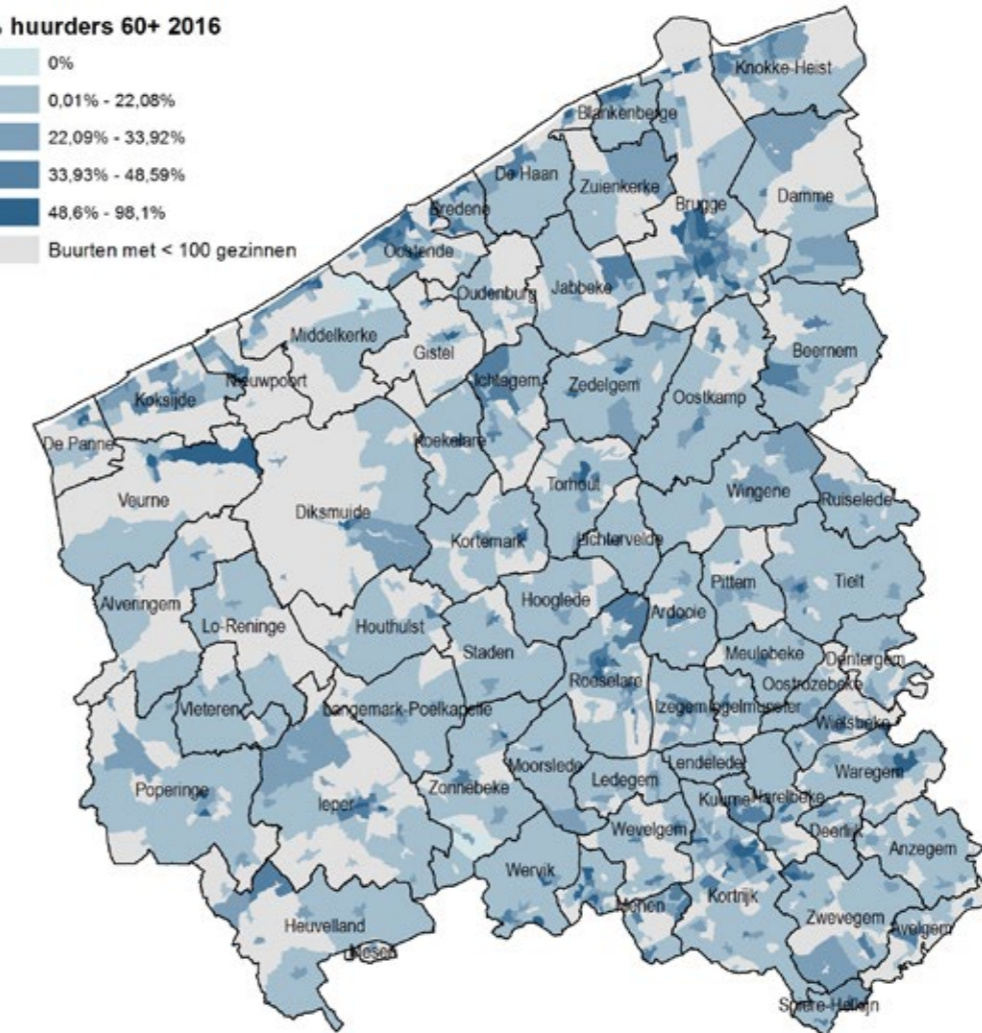 % huurders 60+ 2016
0%
0,01% - 22,08%
22,09% - 33,92%
33,93% - 48,59%
48,6% - 98,1%
Buurten met < 100 gezinnen
Knokke-Heist
Blankenberge
De Haan
Zuienkerke
Brugge
Damme
Bredene
Oostende
Oudenburg
Jabbeke
Middelkerke
Gistel
Beernem
Nieuwpoort
Ichtegem
Zedelgem
Oostkamp
Koksijde
De Panne
Koekelare
Veurne
Torhout
Wingene
Ruiselede
Diksmuide
Kortemark
Lichtervelde
Pittem
Tielt
Alveringem
Lo-Reninge
Houthulst
Hooglede
Ardooie
Staden
Meulebeke
Dentergem
Roeselare
Oostrozebeke
Vleteren
Langemark-Poelkapelle
Izegem
Ingelmunster
Wielsbeke
Moorslede
Ledegem
Lendelede
Waregem
Poperinge
Ieper
Zonnebeke
Kuurne
Harelbeke
Wevelgem
Deerlijk
Anzegem
Wervik
Menen
Kortrijk
Zwevegem
Avelgem
Heuvelland
Mesen
Spiere-Helkijn